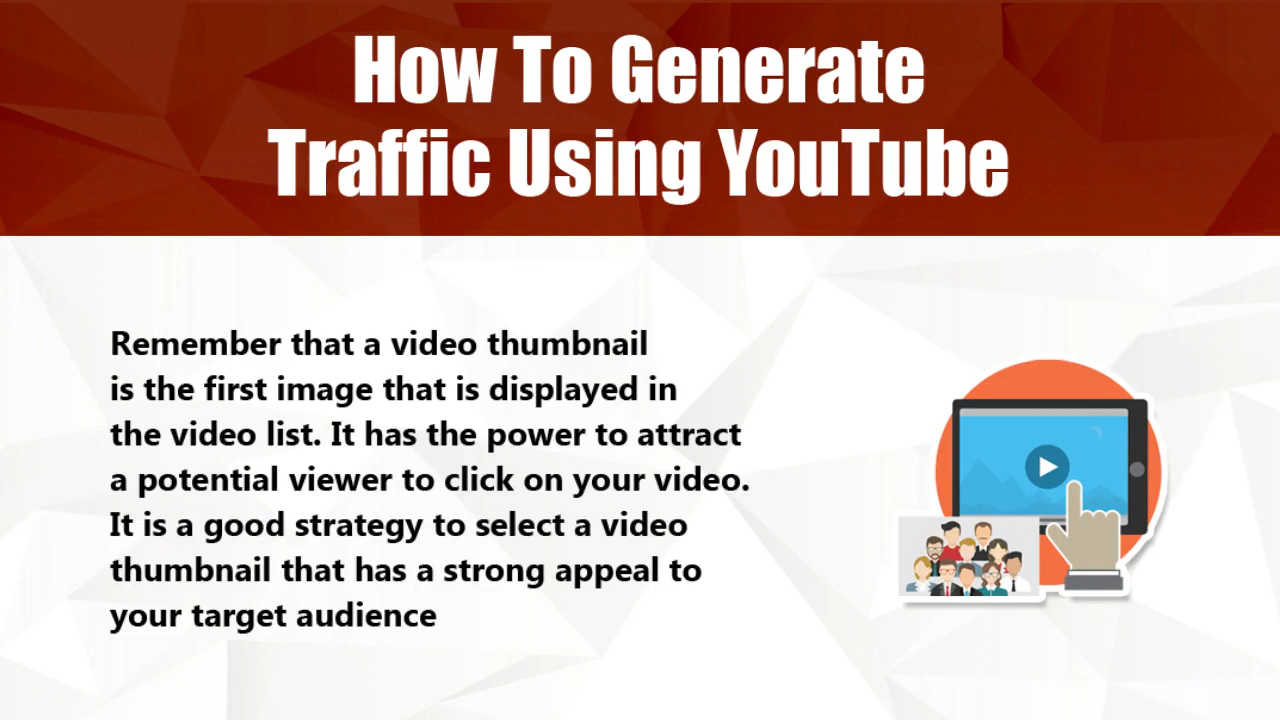 How To Generate
Traffic Using YouTube
Remember that a video thumbnail
is the first image that is displayed in
the video list. It has the power to attract
a potential viewer to click on your video.
It is a good strategy to select a video
thumbnail that has a strong appeal to
your target audience